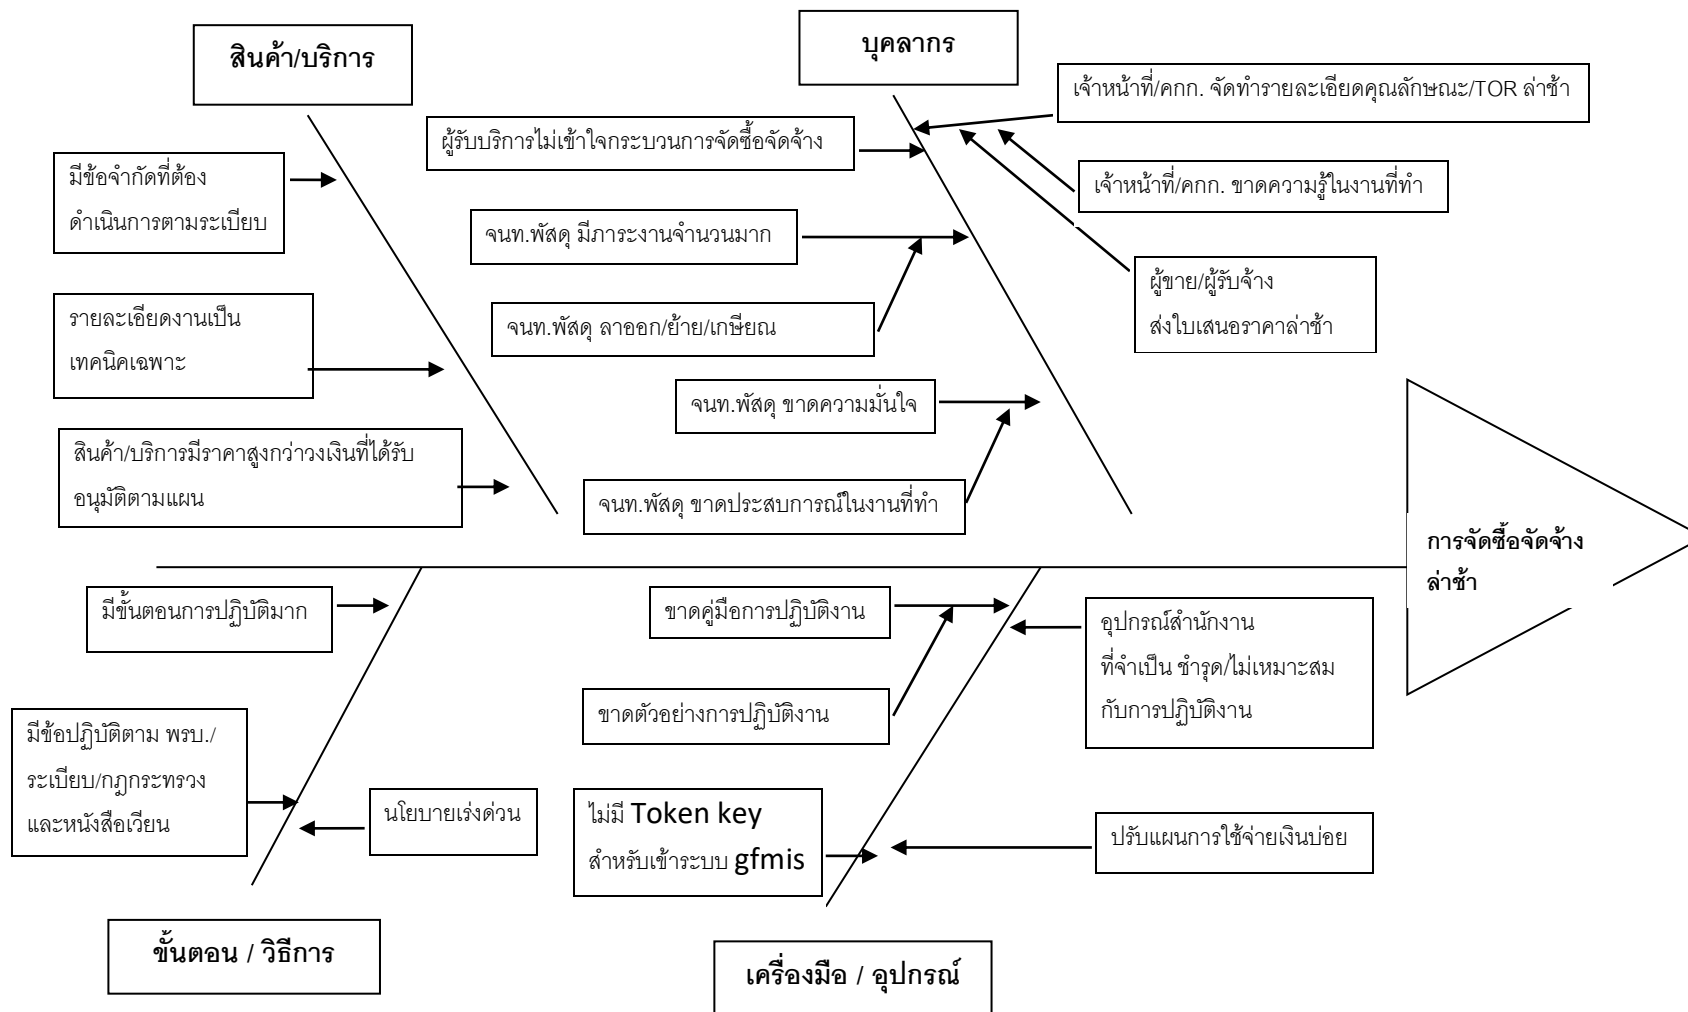 สินค้า/บริการ
บุคลากร
เจ้าหน้าที่/คกก. จัดทำรายละเอียดคุณลักษณะ/TOR ล่าช้า
ผู้รับบริการไม่เข้าใจกระบวนการจัดซื้อจัดจ้าง
มีข้อจำกัดที่ต้อง
ดำเนินการตามระเบียบ
เจ้าหน้าที่/คกก. ขาดความรู้ในงานที่ทำ
จนท.พัสดุ มีภาระงานจำนวนมาก
ผู้ขาย/ผู้รับจ้าง
ส่งใบเสนอราคาล่าช้า
รายละเอียดงานเป็น
เทคนิคเฉพาะ
จนท.พัสดุ ลาออก/ย้าย/เกษียณ
จนท.พัสดุ ขาดความมั่นใจ
สินค้า/บริการมีราคาสูงกว่าวงเงินที่ได้รับ
อนุมัติตามแผน
จนท.พัสดุ ขาดประสบการณ์ในงานที่ทำ
การจัดซื้อจัดจ้าง
ล่าช้า
มีขั้นตอนการปฏิบัติมาก
ขาดคู่มือการปฏิบัติงาน
อุปกรณ์สำนักงาน
ที่จำเป็น ชำรุด/ไม่เหมาะสม
กับการปฏิบัติงาน
ขาดตัวอย่างการปฏิบัติงาน
มีข้อปฏิบัติตาม พรบ./
ระเบียบ/กฎกระทรวง
และหนังสือเวียน
นโยบายเร่งด่วน
ไม่มี Token key
สำหรับเข้าระบบ gfmis
ปรับแผนการใช้จ่ายเงินบ่อย
ขั้นตอน / วิธีการ
เครื่องมือ / อุปกรณ์